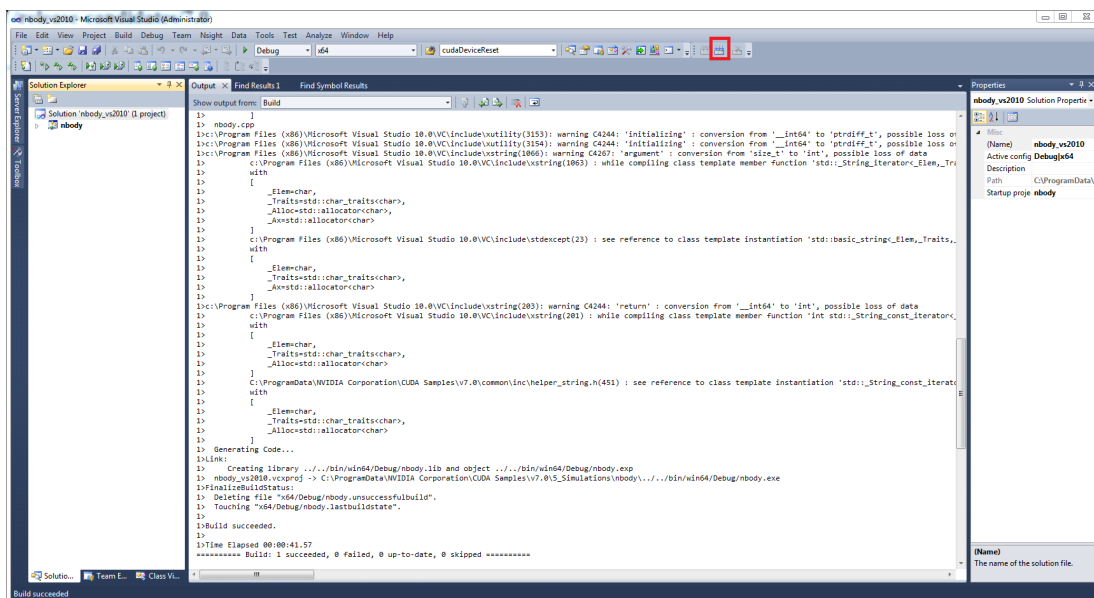 nbody_vs2010 - Microsoft Visual Studio (Administrator)
File Edit View Project Build Debug Team Nsight Data Tools Test Analyze Window Help
Debug x64 cudaDeviceReset
Server Explorer
Toolbox
Solution Explorer
Solution 'nbody_vs2010' (1 project)
nbody
Output Find Results 1 Find Symbol Results
Show output from: Build
1> ]
1> nbody.cpp
1>c:\Program Files (x86)\Microsoft Visual Studio 10.0\VC\include\xutility(3153): warning C4244: 'initializing' : conversion from '__int64' to 'ptrdiff_t', possible loss o
1>c:\Program Files (x86)\Microsoft Visual Studio 10.0\VC\include\xutility(3154): warning C4244: 'initializing' : conversion from '__int64' to 'ptrdiff_t', possible loss o
1>c:\Program Files (x86)\Microsoft Visual Studio 10.0\VC\include\xstring(1066): warning C4267: 'argument' : conversion from 'size_t' to 'int', possible loss of data
1> c:\Program Files (x86)\Microsoft Visual Studio 10.0\VC\include\xstring(1063) : while compiling class template member function 'std::_String_iterator<_Elem,_Tra
1> with
1> [
1> _Elem=char,
1> _Traits=std::char_traits<char>,
1> _Alloc=std::allocator<char>,
1> _Ax=std::allocator<char>
1> ]
1> c:\Program Files (x86)\Microsoft Visual Studio 10.0\VC\include\stdexcept(23) : see reference to class template instantiation 'std::basic_string<_Elem,_Traits,_
1> with
1> [
1> _Elem=char,
1> _Traits=std::char_traits<char>,
1> _Ax=std::allocator<char>
1> ]
1>c:\Program Files (x86)\Microsoft Visual Studio 10.0\VC\include\xstring(203): warning C4244: 'return' : conversion from '__int64' to 'int', possible loss of data
1> c:\Program Files (x86)\Microsoft Visual Studio 10.0\VC\include\xstring(201) : while compiling class template member function 'int std::_String_const_iterator<_
1> with
1> [
1> _Elem=char,
1> _Traits=std::char_traits<char>,
1> _Alloc=std::allocator<char>
1> ]
1> C:\ProgramData\NVIDIA Corporation\CUDA Samples\v7.0\common\inc\helper_string.h(451) : see reference to class template instantiation 'std::_String_const_iterato
1> with
1> [
1> _Elem=char,
1> _Traits=std::char_traits<char>,
1> _Alloc=std::allocator<char>
1> ]
1> Generating Code...
1>Link:
1> Creating library ../../bin/win64/Debug/nbody.lib and object ../../bin/win64/Debug/nbody.exp
1> nbody_vs2010.vcxproj -> C:\ProgramData\NVIDIA Corporation\CUDA Samples\v7.0\5_Simulations\nbody\../../bin/win64/Debug/nbody.exe
1>FinalizeBuildStatus:
1> Deleting file "x64/Debug/nbody.unsuccessfulbuild".
1> Touching "x64/Debug/nbody.lastbuildstate".
1>
1>Build succeeded.
1>
1>Time Elapsed 00:00:41.57
========== Build: 1 succeeded, 0 failed, 0 up-to-date, 0 skipped ==========
Properties
nbody_vs2010 Solution Propertie
Misc
(Name) nbody_vs2010
Active config Debug|x64
Description
Path C:\ProgramData\
Startup proje nbody
(Name)
The name of the solution file.
Solutio... Team E... Class Vi...
Build succeeded